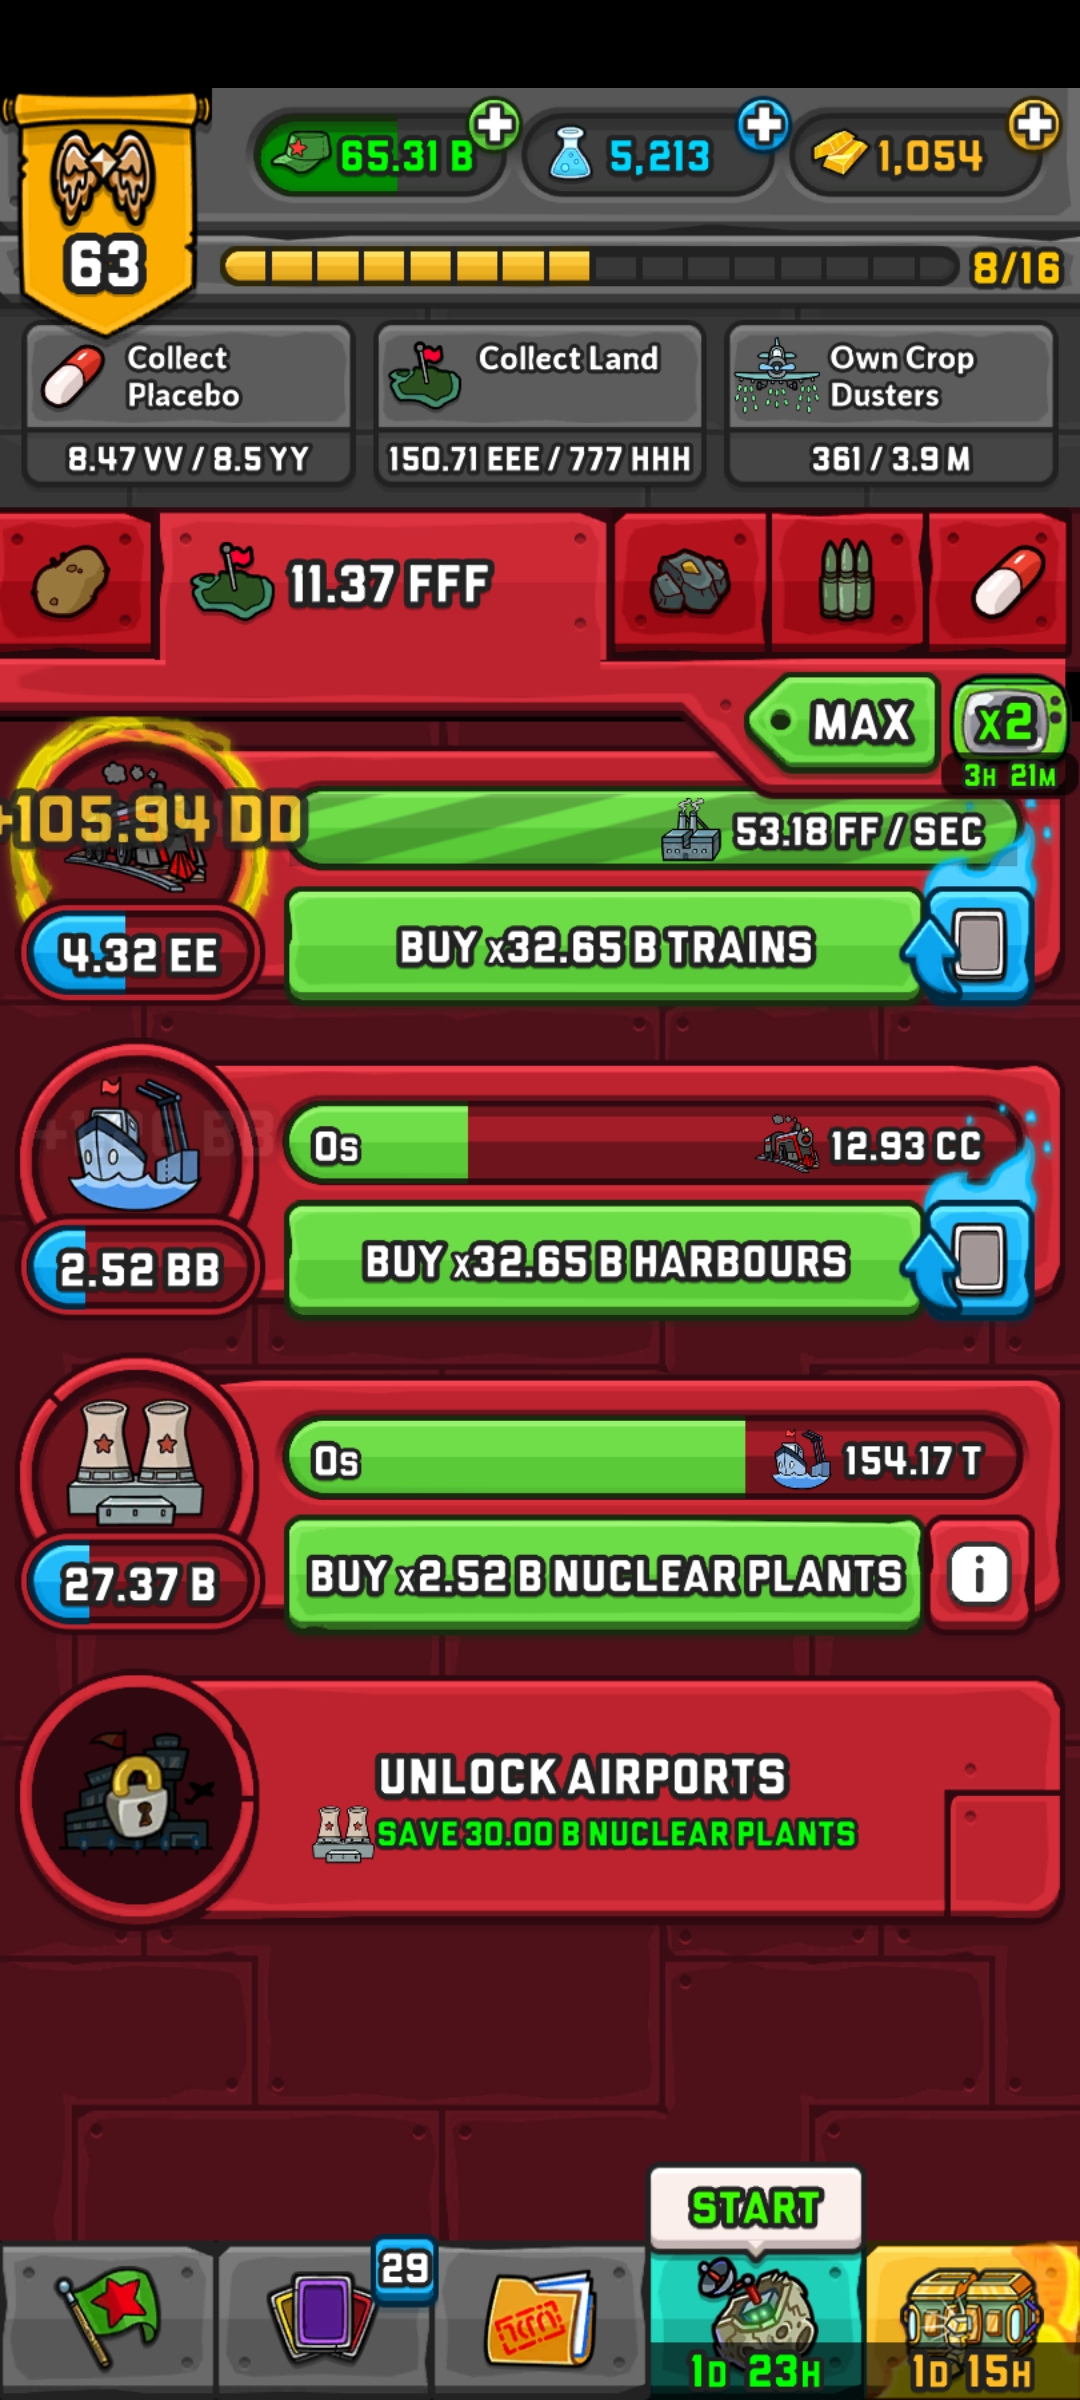 65.31 B
5,213
1,054
63
8/16
Collect
Placebo
8.47 VV / 8.5 YY
Collect Land
150.71 EEE / 777 HHH
Own Crop
Dusters
361 / 3.9 M
11.37 FFF
MAX
x2
3H 21M
+105.94 DD
53.18 FF / SEC
4.32 EE
BUY x32.65 B TRAINS
0s
12.93 CC
2.52 BB
BUY x32.65 B HARBOURS
0s
154.17 T
27.37 B
BUY x2.52 B NUCLEAR PLANTS
i
UNLOCK AIRPORTS
SAVE 30.00 B NUCLEAR PLANTS
START
29
1D 23H
1D 15H